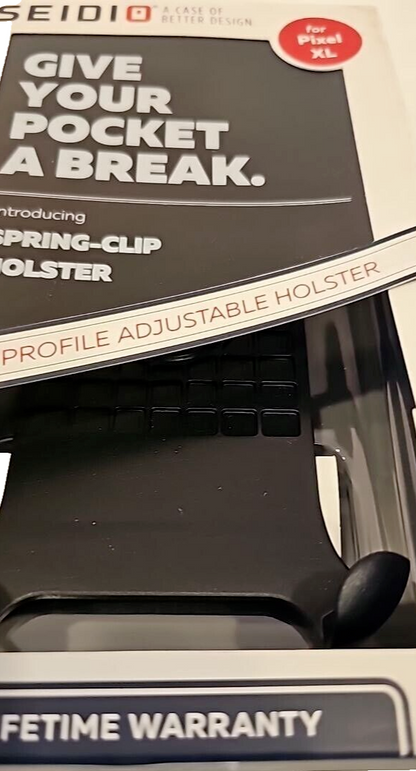 SEIDIO
A CASE OF
BETTER DESIGN
for
Pixel
XL
GIVE
YOUR
POCKET
A BREAK.
ntroducing
SPRING-CLIP
HOLSTER
PROFILE ADJUSTABLE HOLSTER
FETIME WARRANTY